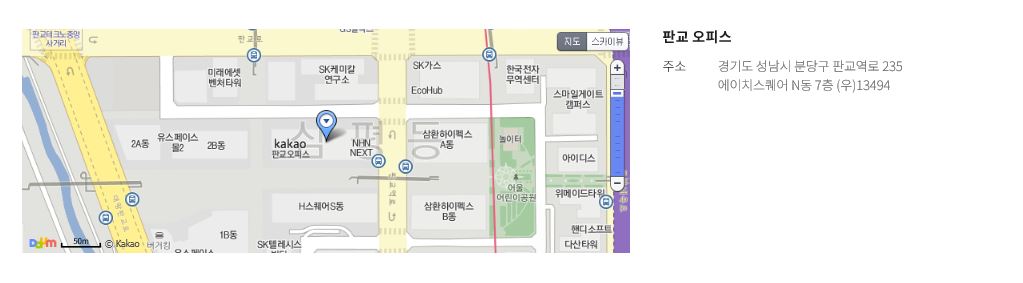 판교테크노중앙
사거리
판교로
지도
스카이뷰
미래에셋
벤처타워
SK케미칼
연구소
SK가스
EcoHub
한국전자
무역센터
스마일게이트
캠퍼스
삼평동
2A동
유스페이스
몰2
2B동
kakao
판교오피스
NHN
NEXT
삼환하이펙스
A동
놀이터
아이디스
어울
어린이공원
위메이드타워
H스퀘어S동
삼환하이펙스
B동
핸디소프트
다산타워
1B동
버거킹
유스페이스
SK텔레시스
Daum
50m
© Kakao
판교 오피스
주소
경기도 성남시 분당구 판교역로 235
에이치스퀘어 N동 7층 (우)13494